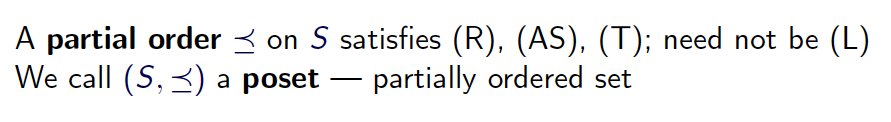 A partial order ⪯ on S satisfies (R), (AS), (T); need not be (L)
We call (S, ⪯) a poset — partially ordered set